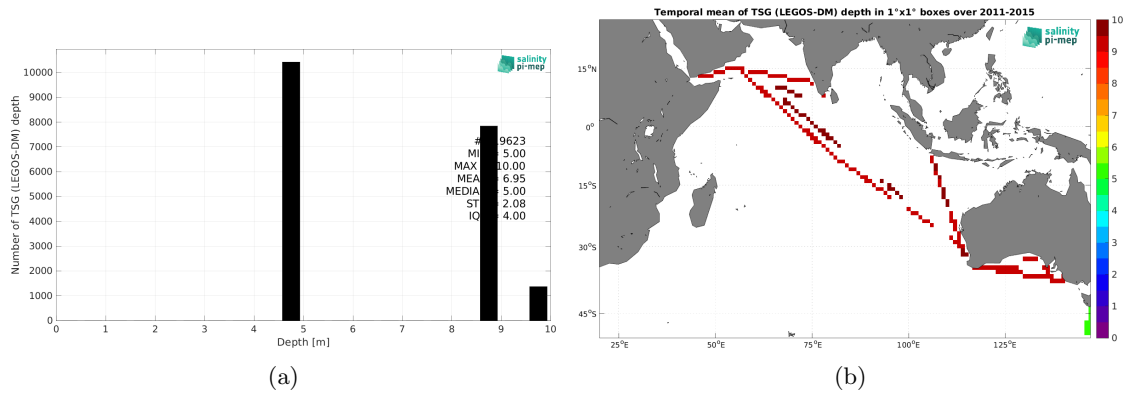 salinity
pi-mep
Number of TSG (LEGOS-DM) depth
10000
9000
8000
7000
6000
5000
4000
3000
2000
1000
0
9623
5.00
MAX 10.00
6.95
5.00
2.08
4.00
0 1 2 3 4 5 6 7 8 9 10
Depth [m]
(a)
Temporal mean of TSG (LEGOS-DM) depth in 1°x1° boxes over 2011-2015
salinity
pi-mep
15°N
0°
15°S
30°S
45°S
25°E 50°E 75°E 100°E 125°E
10
9
8
7
6
5
4
3
2
1
0
(b)